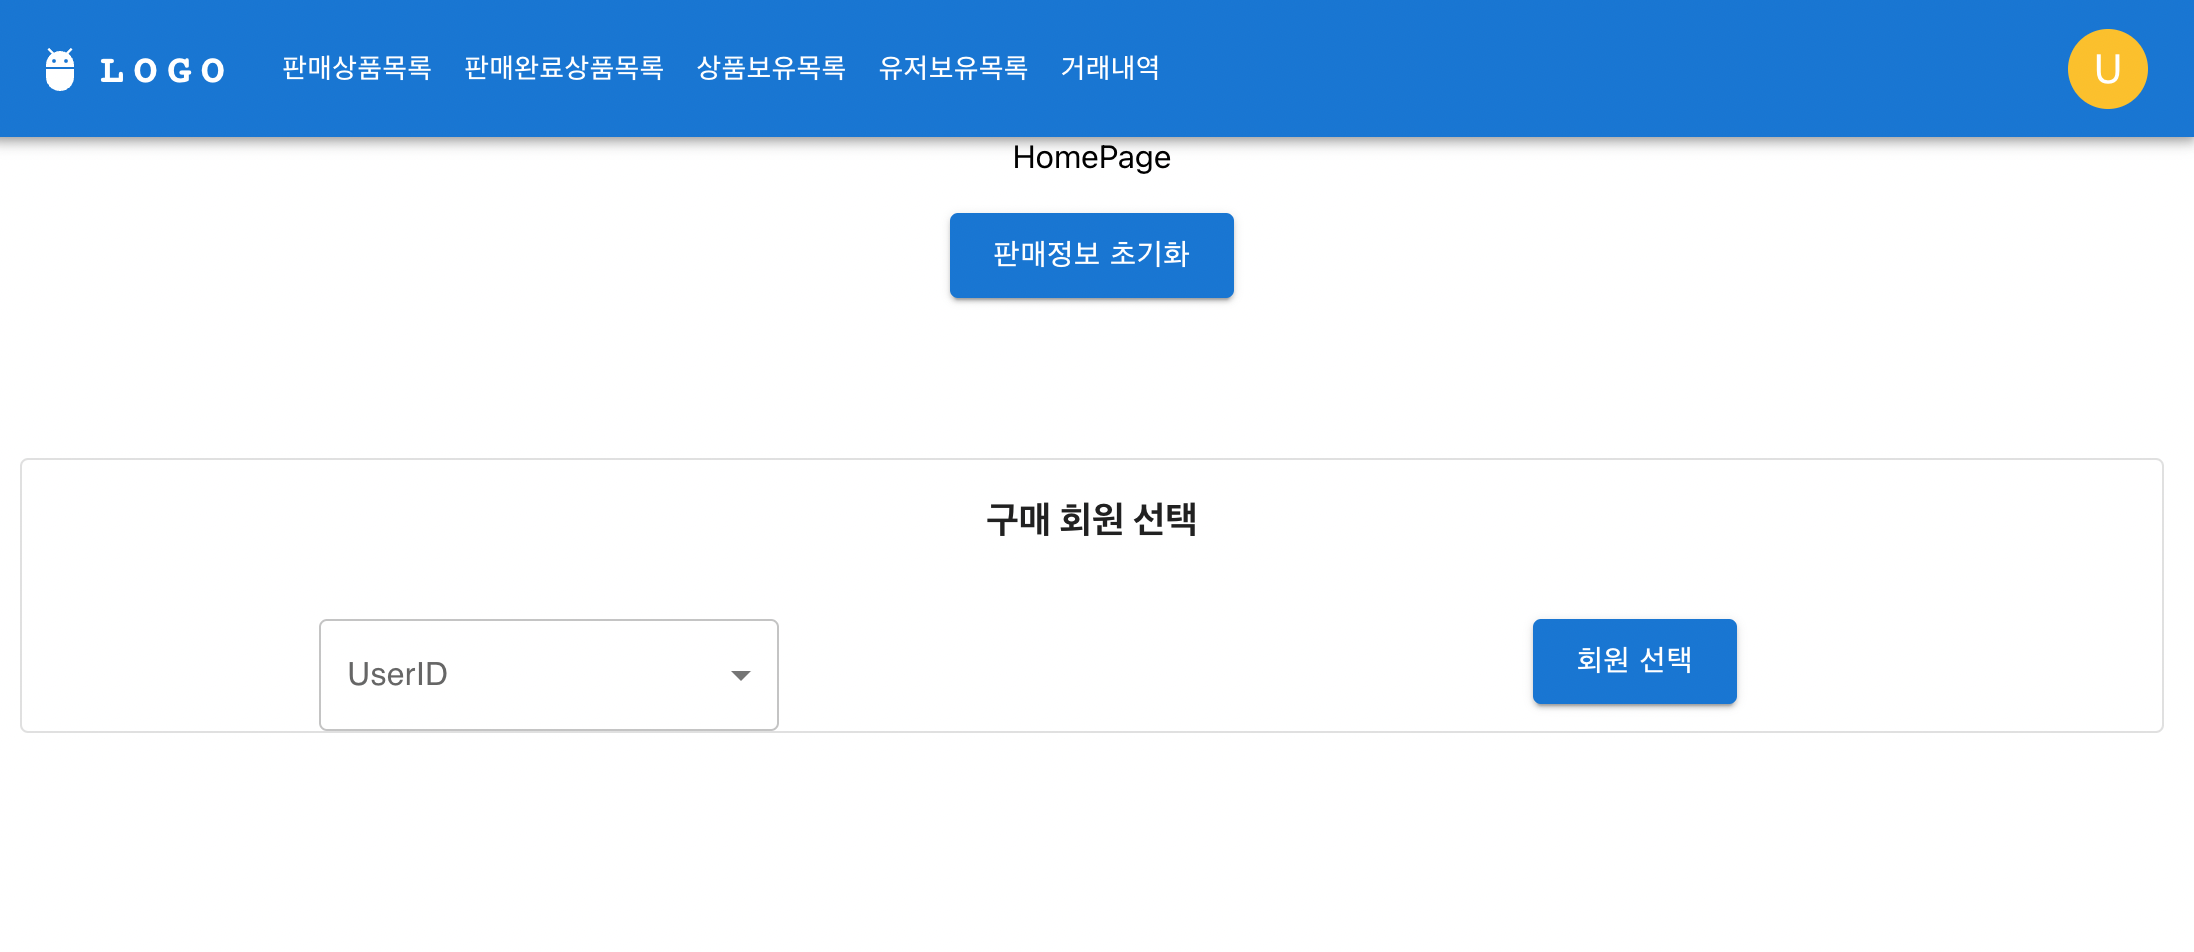 LOGO 판매상품목록 판매완료상품목록 상품보유목록 유저보유목록 거래내역 U
HomePage
판매정보 초기화
구매 회원 선택
UserID 회원 선택